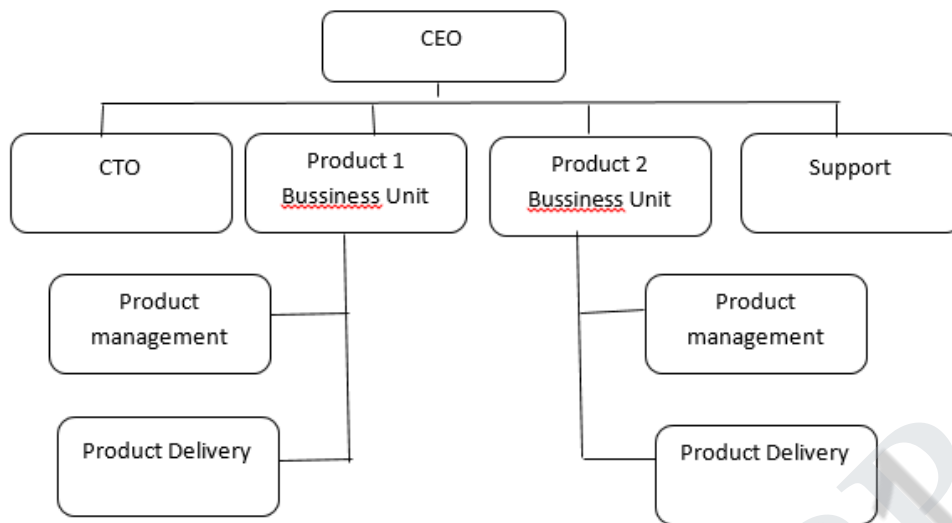 CEO
CTO
Product 1
Bussiness Unit
Product 2
Bussiness Unit
Support
Product
management
Product
management
Product Delivery
Product Delivery